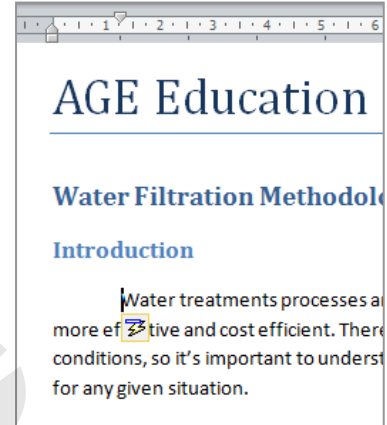 1 2 3 4 5 6
AGE Education
Water Filtration Methodol
Introduction
Water treatments processes a
more ef tive and cost efficient. There
conditions, so it's important to underst
for any given situation.